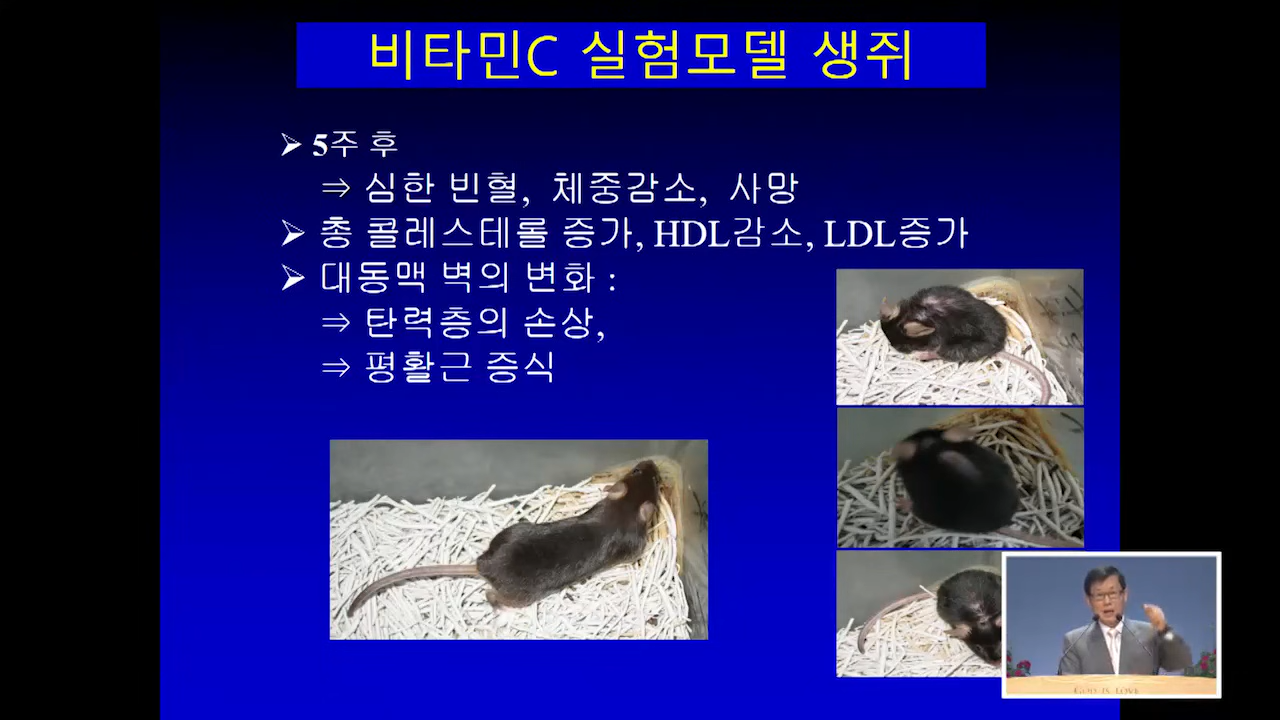 비타민C 실험모델 생쥐
➢ 5주 후
⇒ 심한 빈혈, 체중감소, 사망
➢ 총 콜레스테롤 증가, HDL감소, LDL증가
➢ 대동맥 벽의 변화 :
⇒ 탄력층의 손상,
⇒ 평활근 증식
GOD IS LOVE